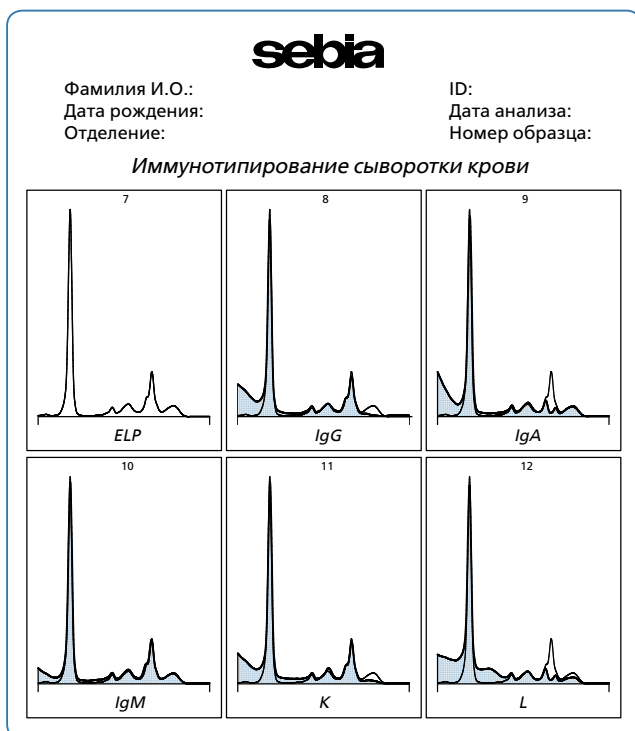 sebia
Фамилия И.О.:
ID:
Дата рождения:
Дата анализа:
Отделение:
Номер образца:
Иммунотипирование сыворотки крови
7
8
9
ELP
IgG
IgA
10
11
12
IgM
K
L